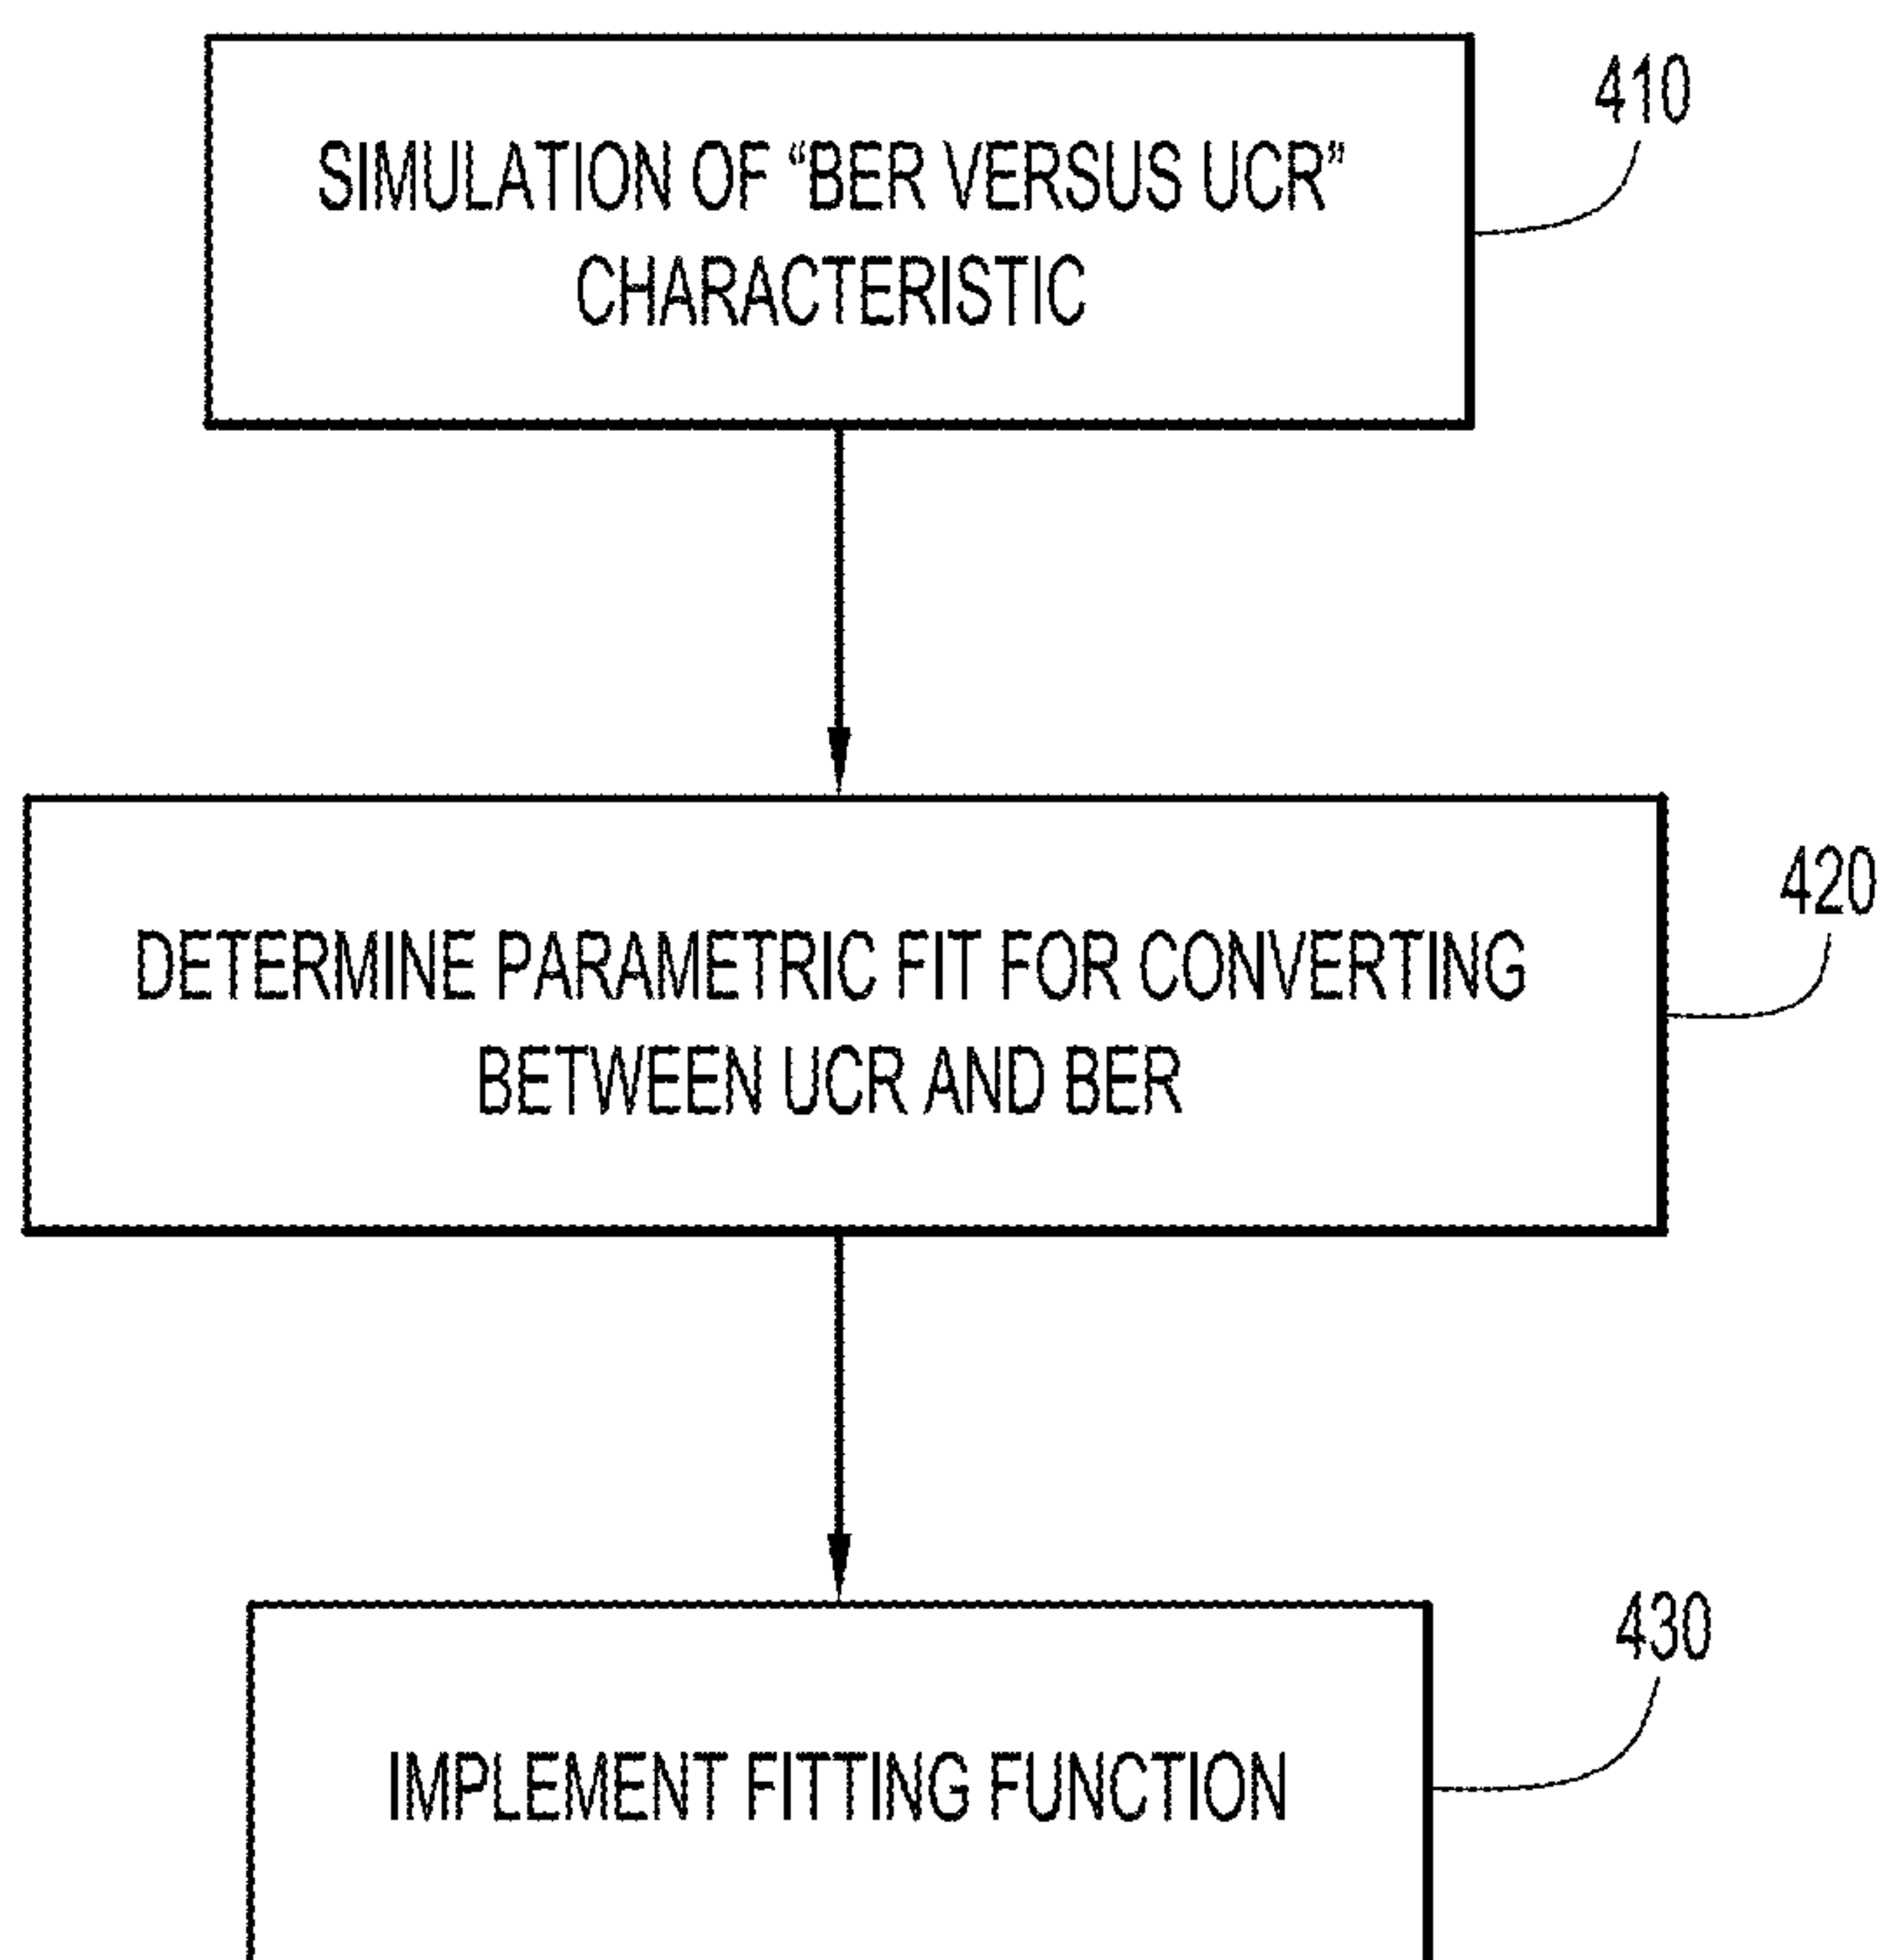 410
SIMULATION OF “BER VERSUS UCR”
CHARACTERISTIC
420
DETERMINE PARAMETRIC FIT FOR CONVERTING
BETWEEN UCR AND BER
430
IMPLEMENT FITTING FUNCTION